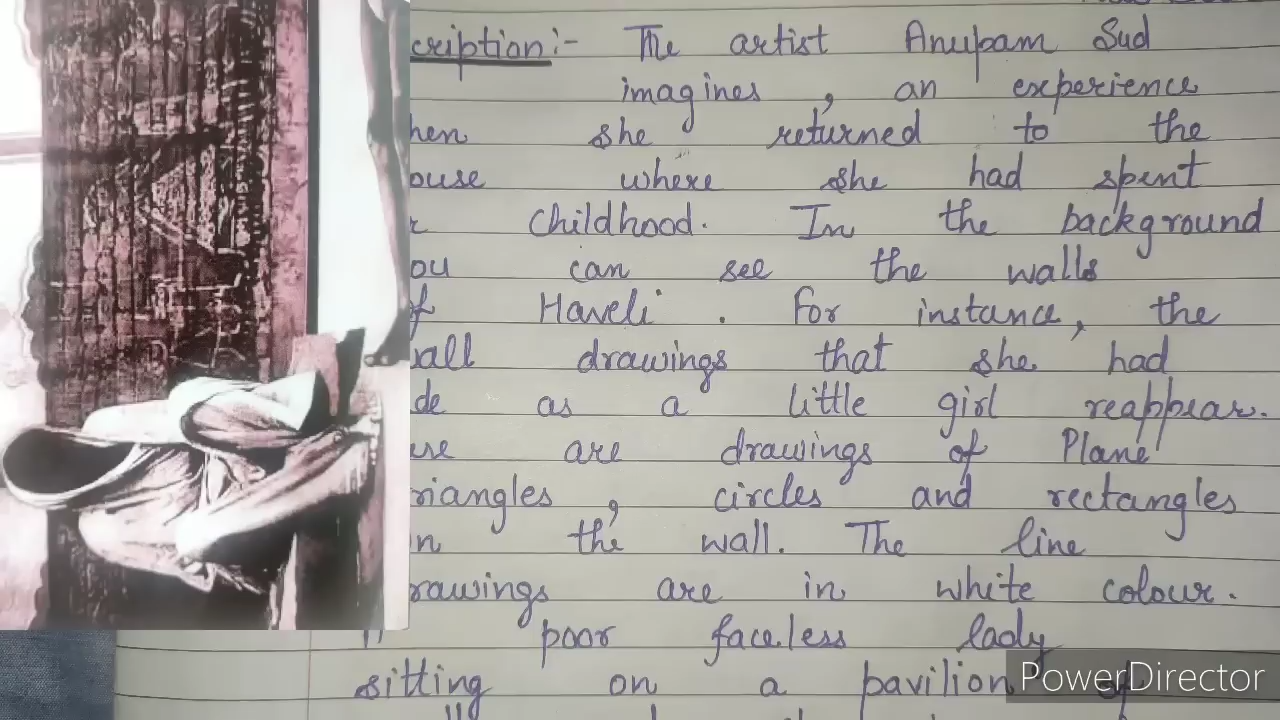 cription:- The artist Anupam Sud
imagines, an experience
hen she returned to the
ouse where she had spent
r childhood. In the background
ou can see the walls
f Haveli. For instance, the
all drawings that she had
de as a little girl reappear.
ere are drawings of Plane
riangles, circles and rectangles
n the wall. The line
rawings are in white colour.
poor faceless lady
sitting on a pavilion of
PowerDirector